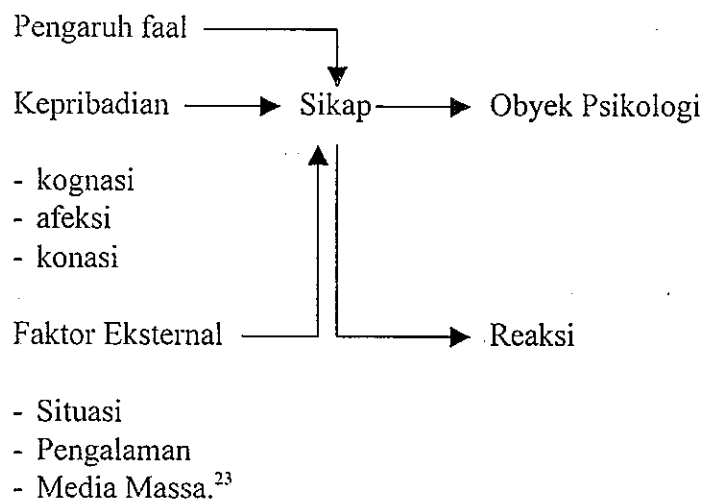 Pengaruh faal
Kepribadian Sikap Obyek Psikologi
- kognasi
- afeksi
- konasi
Faktor Eksternal Reaksi
- Situasi
- Pengalaman
- Media Massa.²³